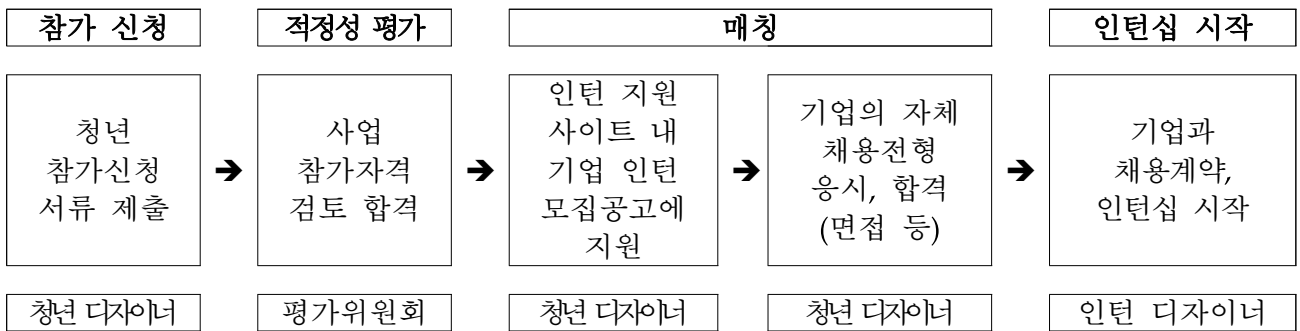 참가 신청
적정성 평가
매칭
인턴십 시작
청년
참가신청
서류 제출
➔
사업
참가자격
검토 합격
➔
인턴 지원
사이트 내
기업 인턴
모집공고에
지원
➔
기업의 자체
채용전형
응시, 합격
(면접 등)
➔
기업과
채용계약,
인턴십 시작
청년 디자이너
평가위원회
청년 디자이너
청년 디자이너
인턴 디자이너